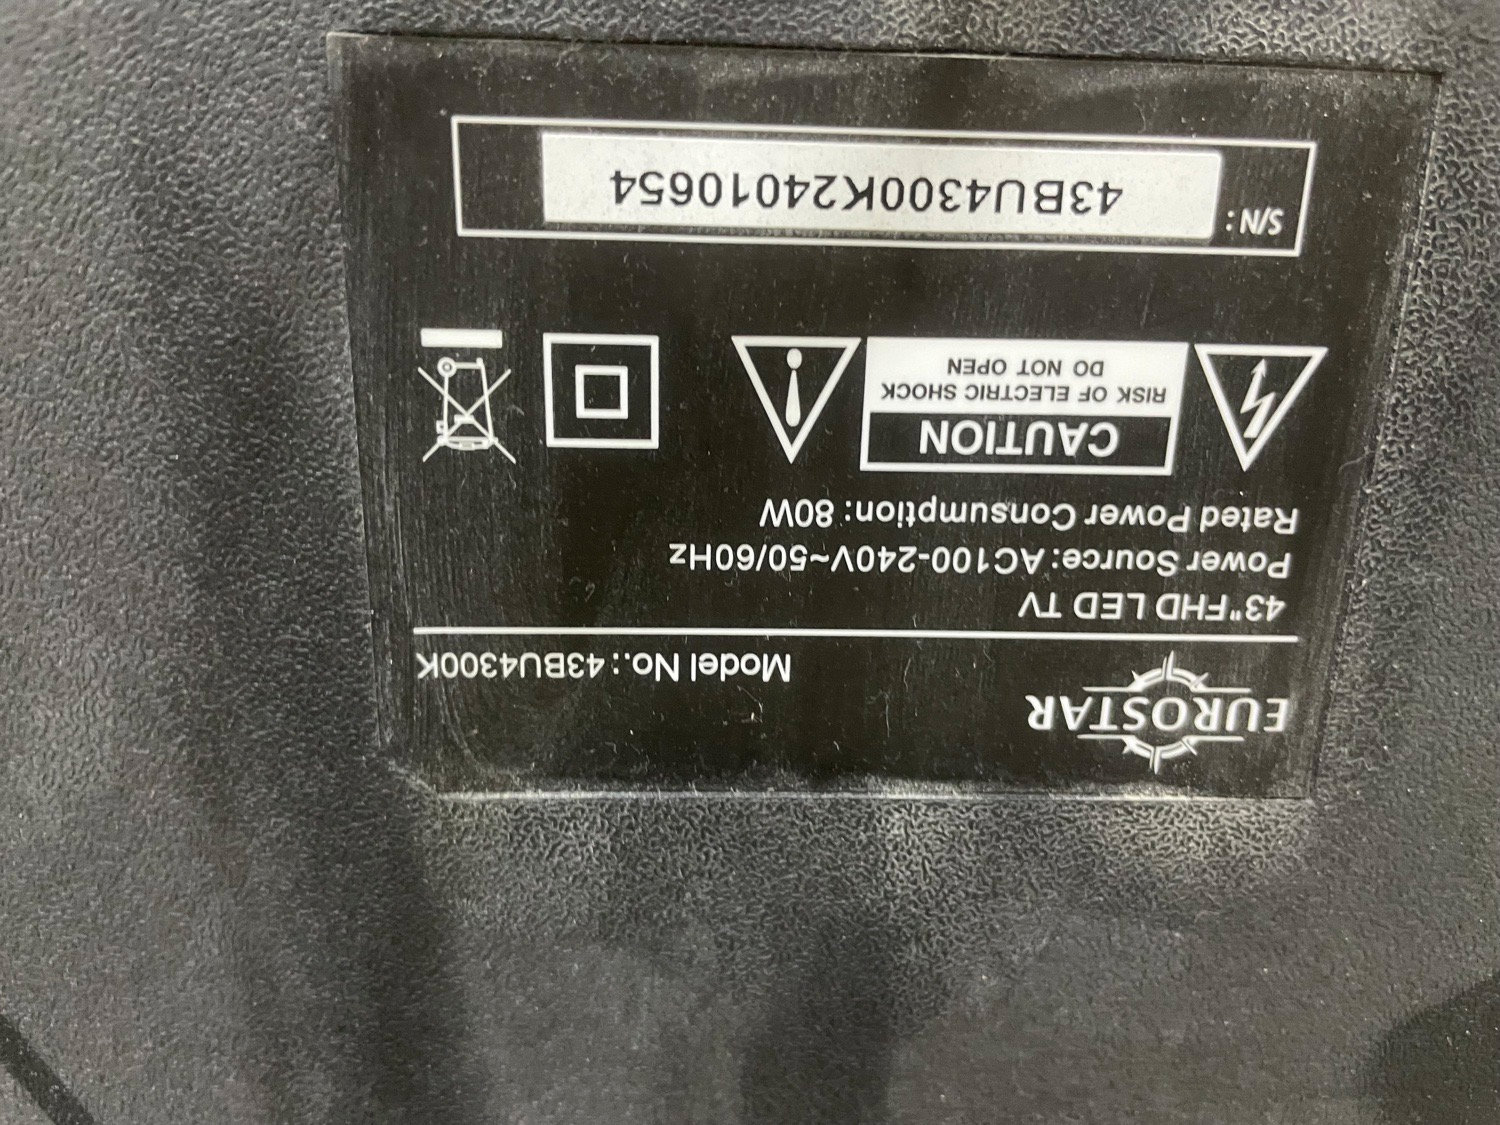 EUROSTAR
Model No.: 43BU4300K
43"FHD LED TV
Power Source: AC100-240V~50/60Hz
Rated Power Consumption: 80W
CAUTION
RISK OF ELECTRIC SHOCK
DO NOT OPEN
S/N: 43BU4300K24010654